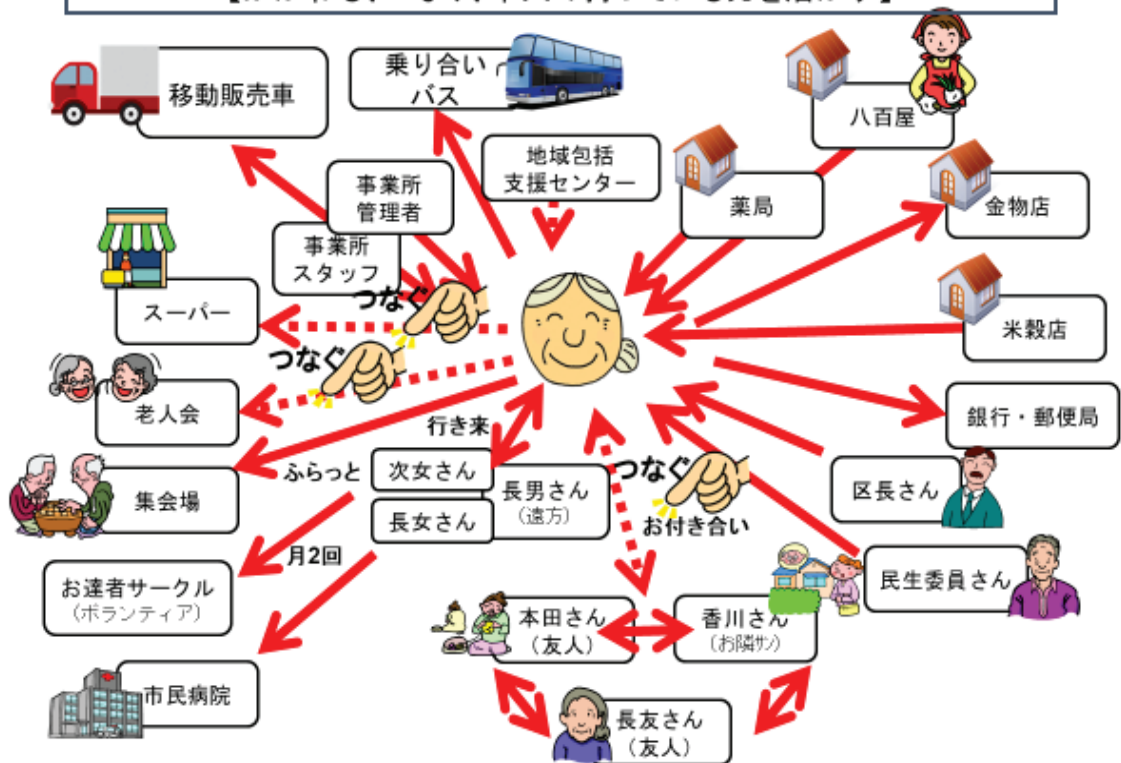 移動販売車
乗り合い
バス
地域包括
支援センター
八百屋
薬局
金物店
事業所
管理者
事業所
スタッフ
つなぐ
スーパー
つなぐ
米穀店
老人会
行き来
銀行・郵便局
ふらっと
次女さん
長男さん
(遠方)
つなぐ
お付き合い
区長さん
集会場
長女さん
月2回
お達者サークル
(ボランティア)
民生委員さん
本田さん
(友人)
香川さん
(お隣サン)
市民病院
長友さん
(友人)